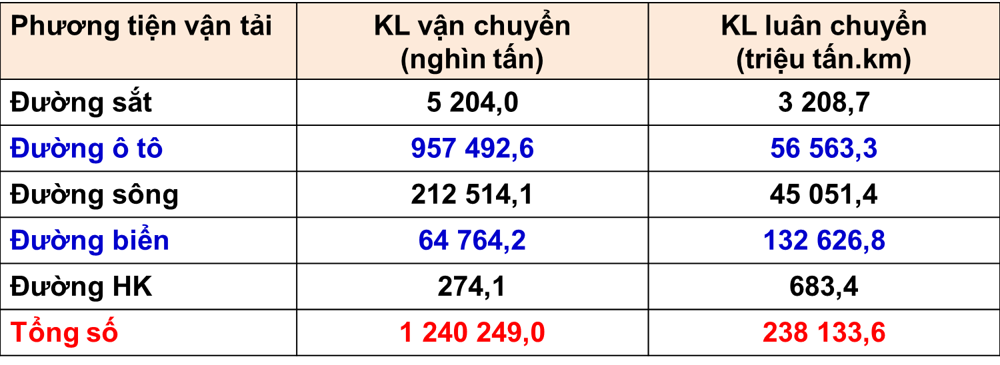 Phương tiện vận tải KL vận chuyển KL luân chuyển
(nghìn tấn) (triệu tấn.km)
Đường sắt 5 204,0 3 208,7
Đường ô tô 957 492,6 56 563,3
Đường sông 212 514,1 45 051,4
Đường biển 64 764,2 132 626,8
Đường HK 274,1 683,4
Tổng số 1 240 249,0 238 133,6